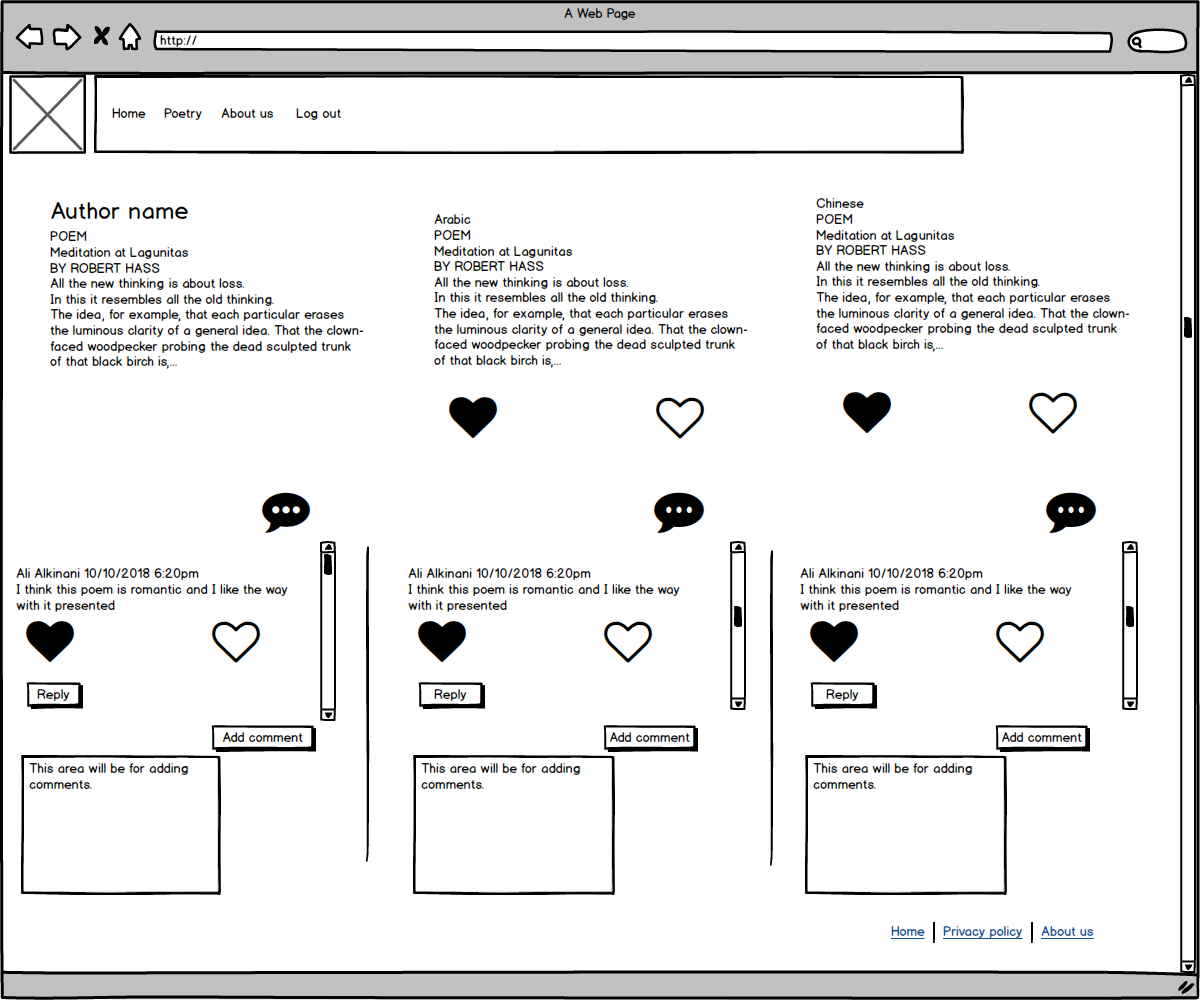 A Web Page
http://
Home Poetry About us Log out
Author name
POEM
Meditation at Lagunitas
BY ROBERT HASS
All the new thinking is about loss.
In this it resembles all the old thinking.
The idea, for example, that each particular erases
the luminous clarity of a general idea. That the clown-
faced woodpecker probing the dead sculpted trunk
of that black birch is,...
Arabic
POEM
Meditation at Lagunitas
BY ROBERT HASS
All the new thinking is about loss.
In this it resembles all the old thinking.
The idea, for example, that each particular erases
the luminous clarity of a general idea. That the clown-
faced woodpecker probing the dead sculpted trunk
of that black birch is,...
Chinese
POEM
Meditation at Lagunitas
BY ROBERT HASS
All the new thinking is about loss.
In this it resembles all the old thinking.
The idea, for example, that each particular erases
the luminous clarity of a general idea. That the clown-
faced woodpecker probing the dead sculpted trunk
of that black birch is,...
Ali Alkinani 10/10/2018 6:20pm
I think this poem is romantic and I like the way
with it presented
Reply
Add comment
This area will be for adding
comments.
Ali Alkinani 10/10/2018 6:20pm
I think this poem is romantic and I like the way
with it presented
Reply
Add comment
This area will be for adding
comments.
Ali Alkinani 10/10/2018 6:20pm
I think this poem is romantic and I like the way
with it presented
Reply
Add comment
This area will be for adding
comments.
Home | Privacy policy | About us